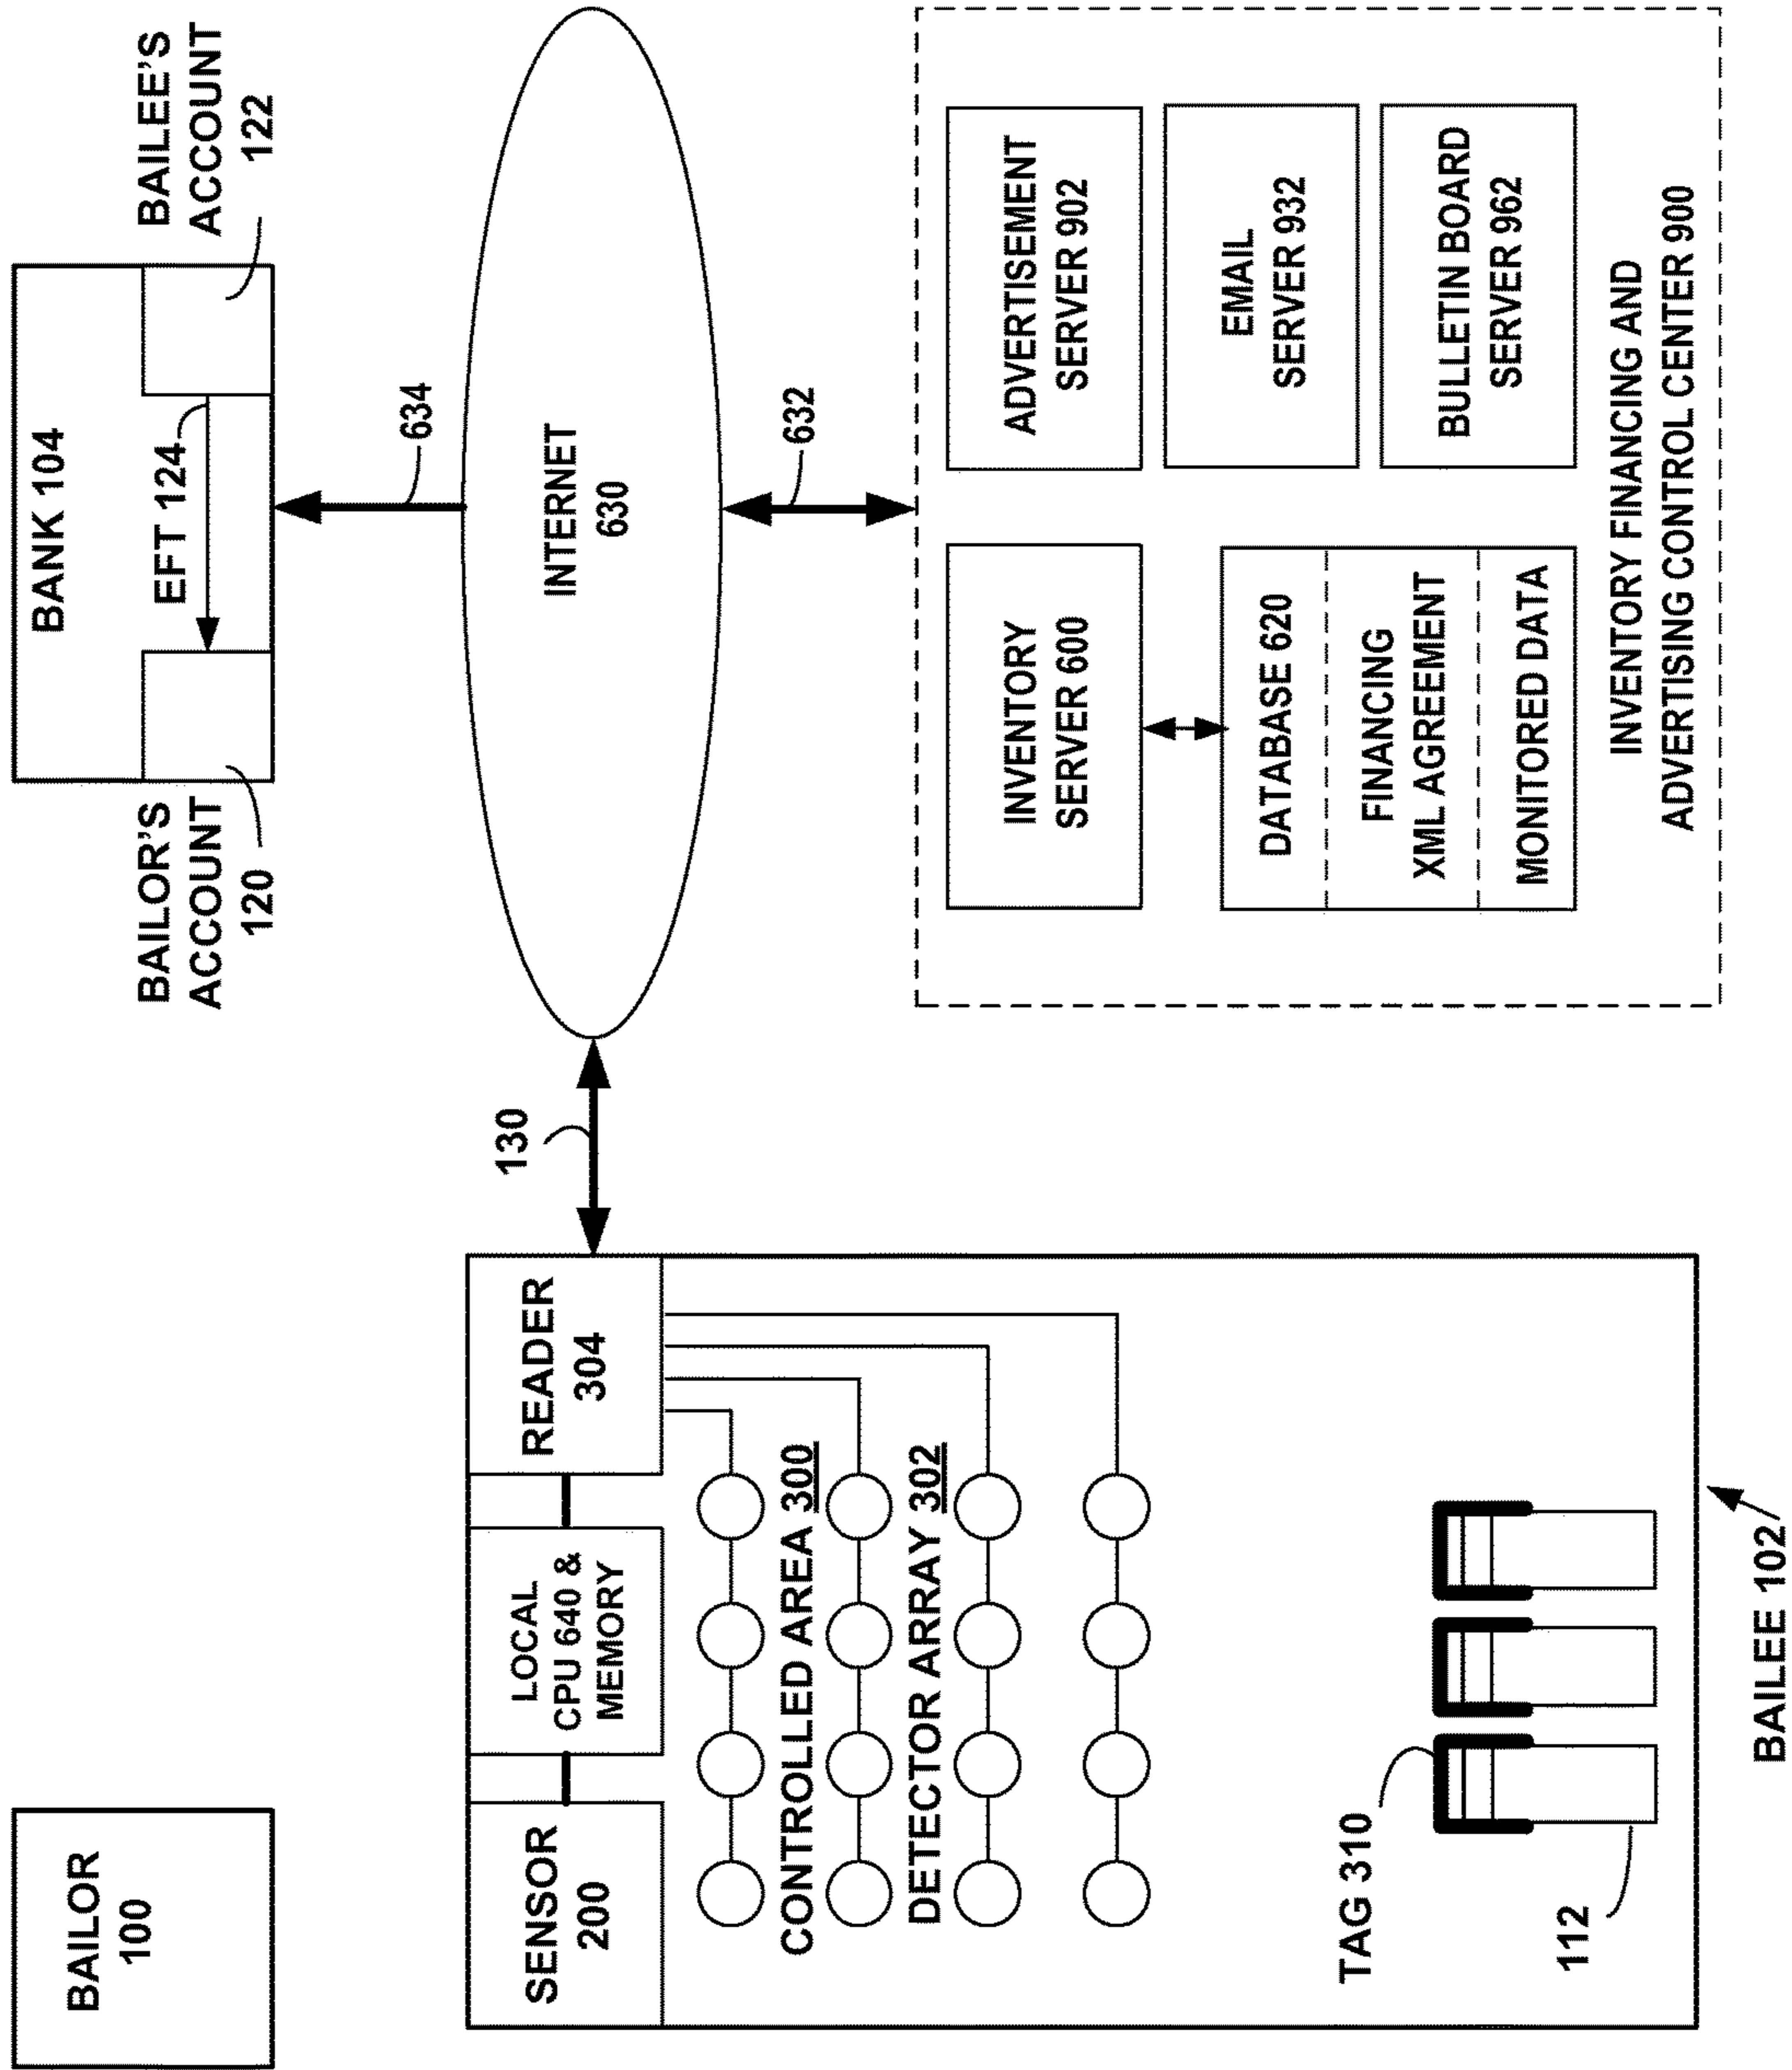 BAILOR
100
BAILOR'S
ACCOUNT
120
BANK 104
EFT 124
BAILEE'S
ACCOUNT
122
634
SENSOR
200
LOCAL
CPU 640 &
MEMORY
READER
304
130
INTERNET
630
632
CONTROLLED AREA 300
DETECTOR ARRAY 302
TAG 310
112
BAILEE 102
INVENTORY
SERVER 600
DATABASE 620
FINANCING
XML AGREEMENT
MONITORED DATA
ADVERTISEMENT
SERVER 902
EMAIL
SERVER 932
BULLETIN BOARD
SERVER 962
INVENTORY FINANCING AND
ADVERTISING CONTROL CENTER 900